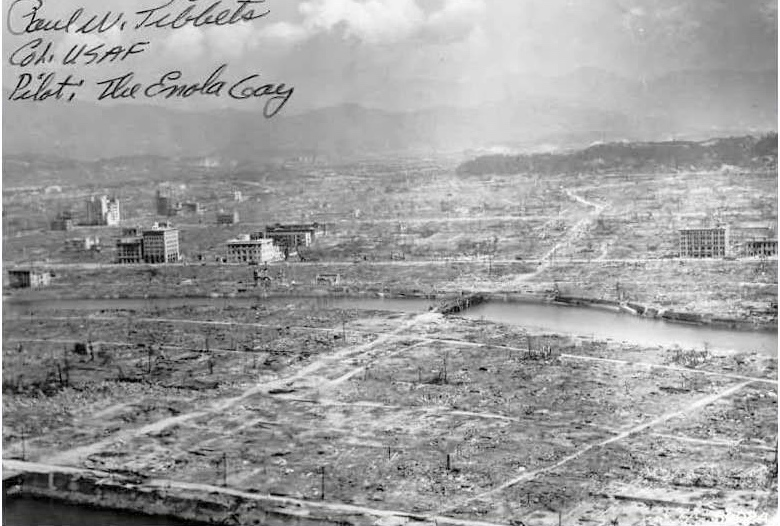 Paul W. Tibbets
Col. USAF
Pilot: The Enola Gay